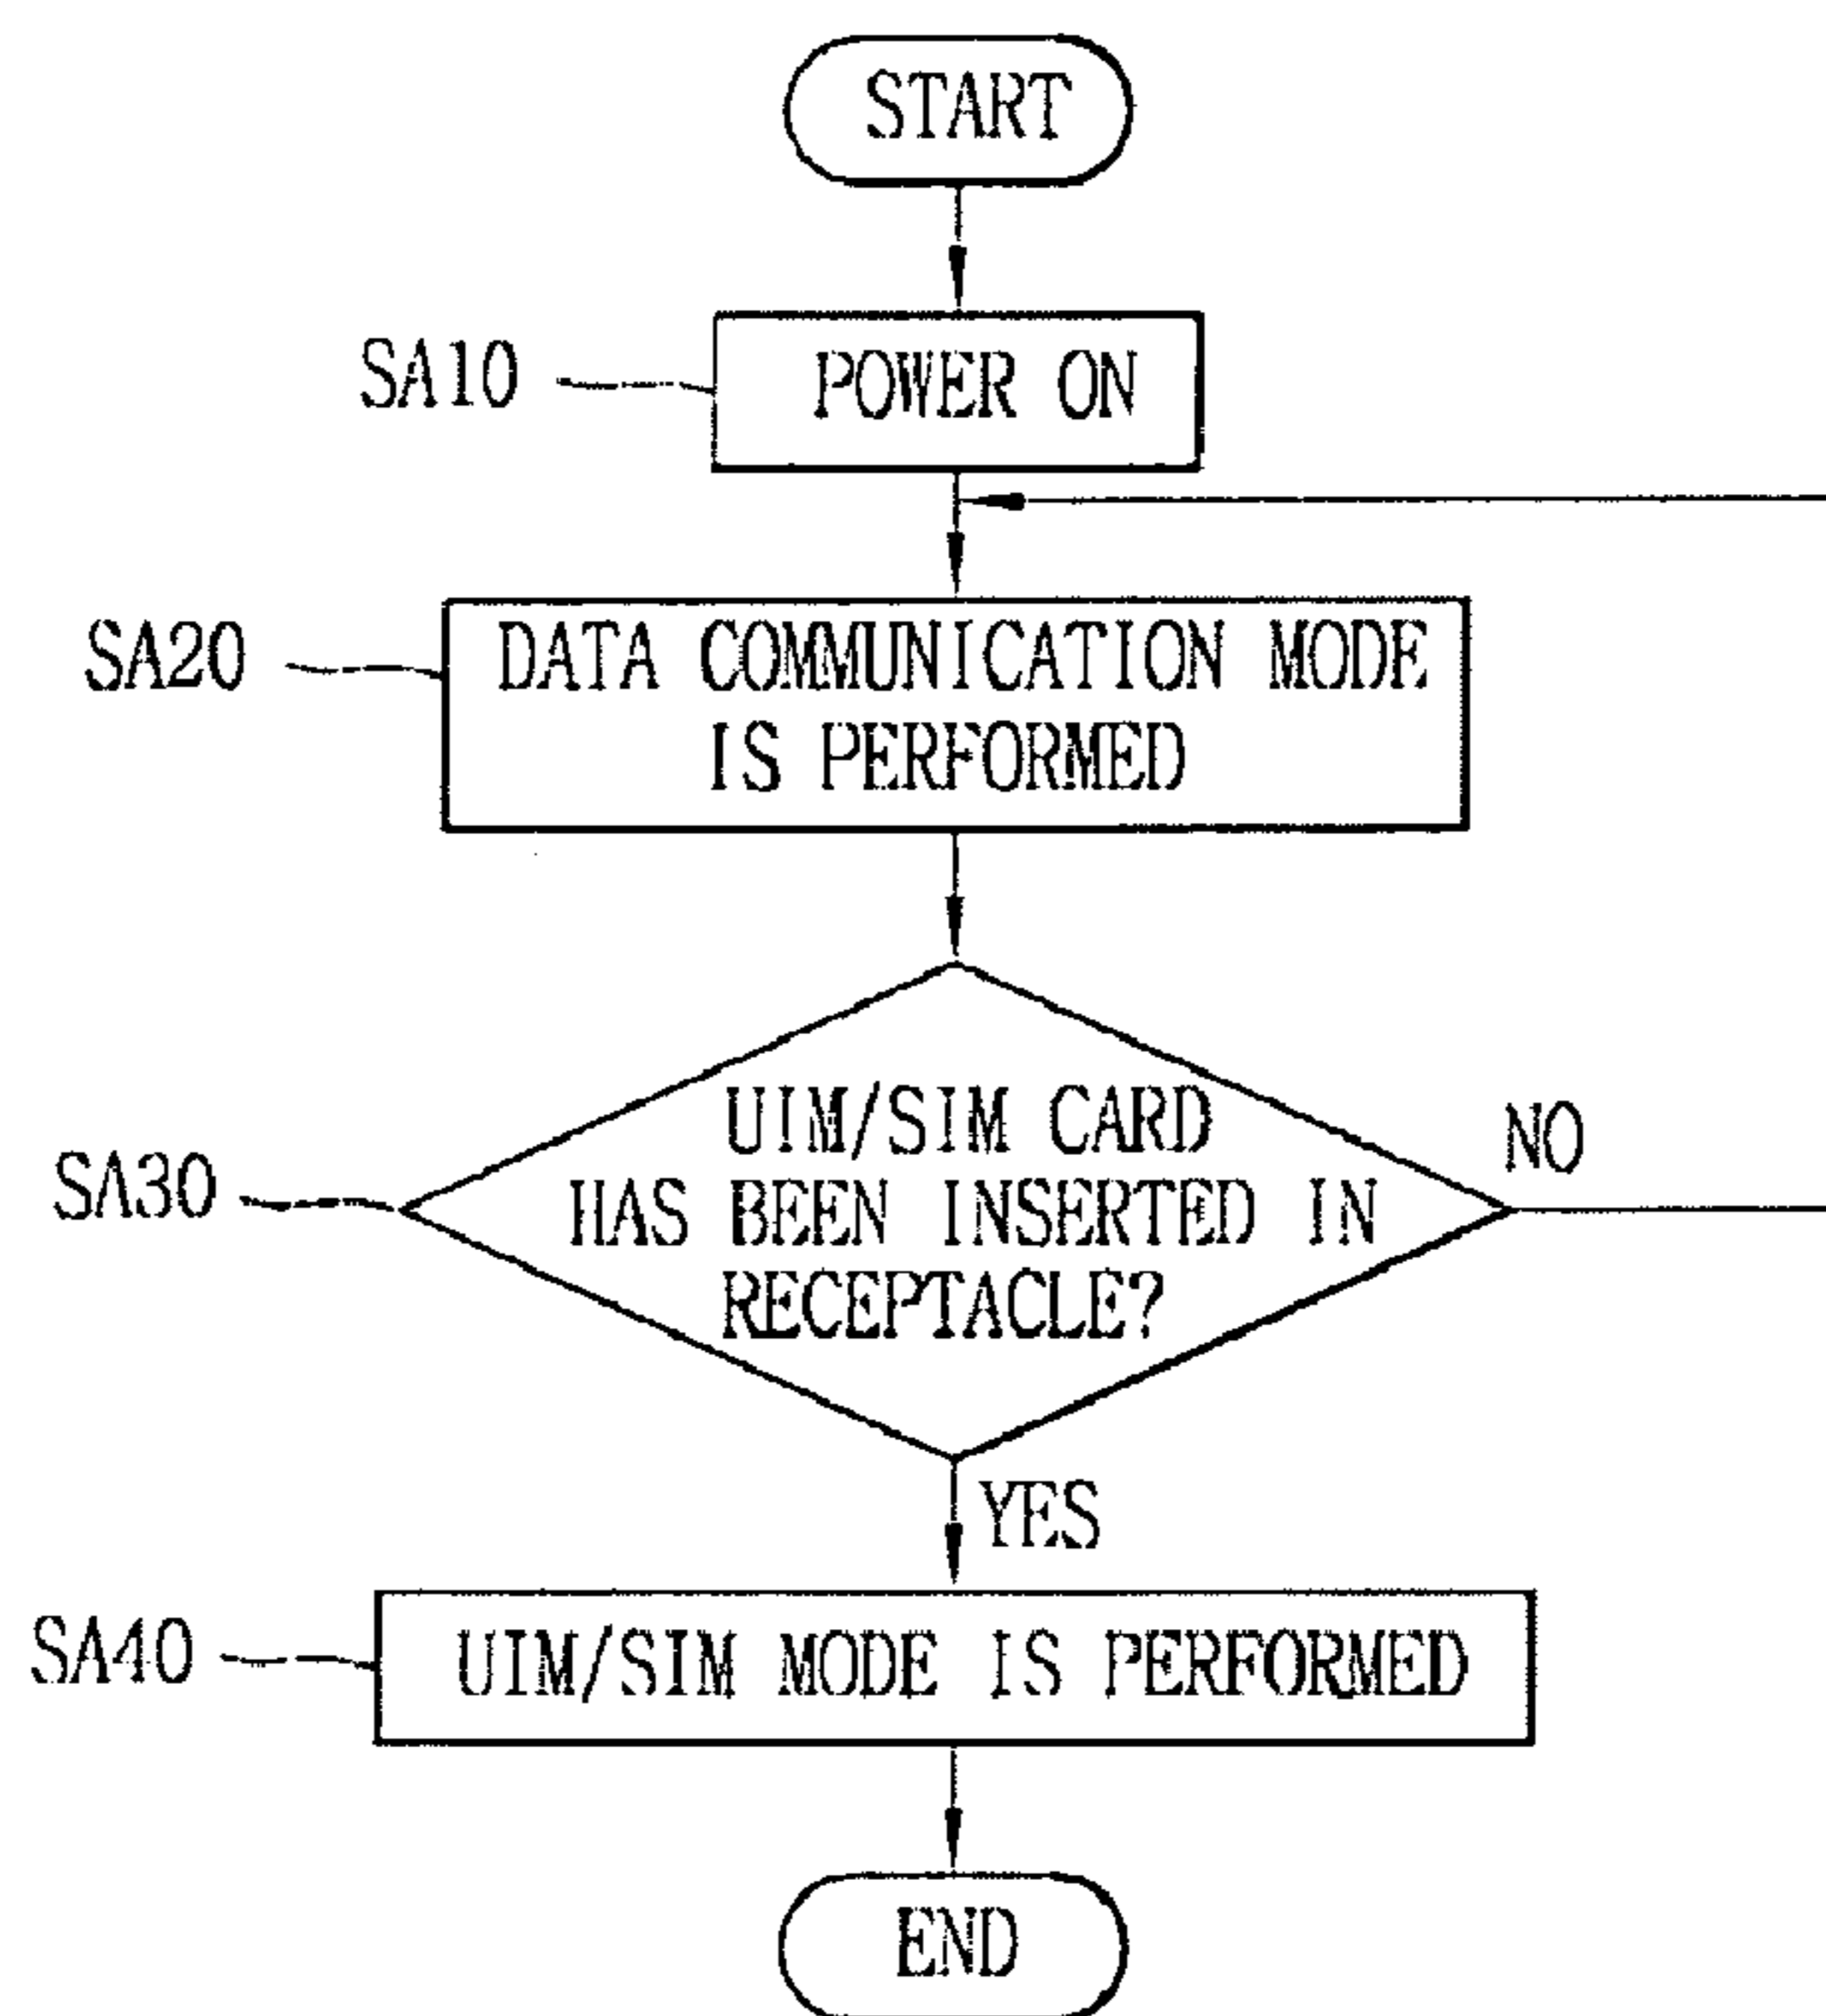 START
SA10
POWER ON
SA20
DATA COMMUNICATION MODE
IS PERFORMED
SA30
UIM/SIM CARD
HAS BEEN INSERTED IN
RECEPTACLE?
NO
YES
SA40
UIM/SIM MODE IS PERFORMED
END